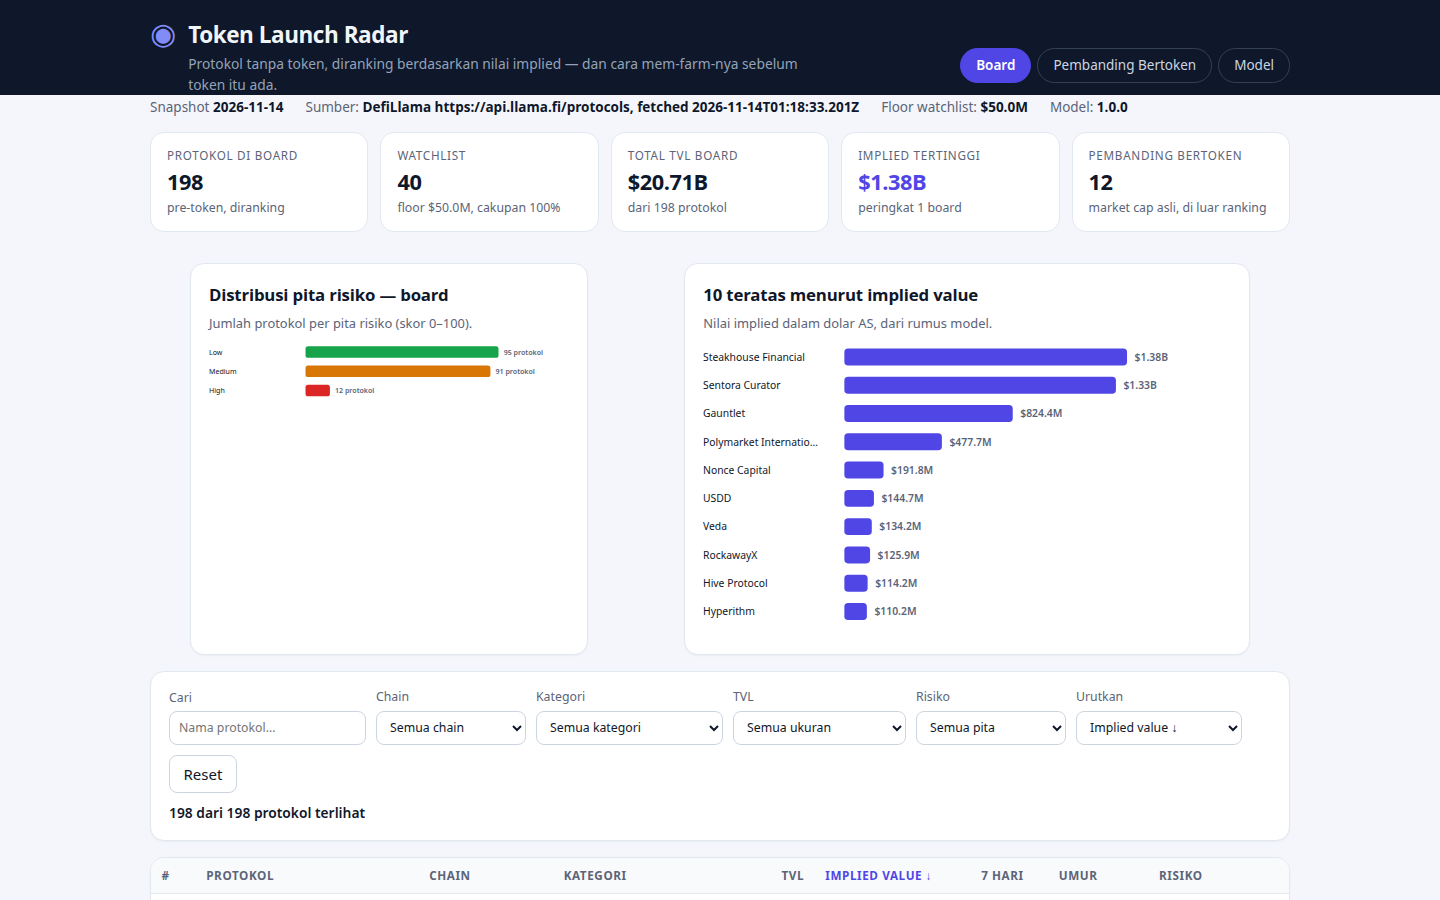 Token Launch Radar
Protokol tanpa token, diranking berdasarkan nilai implied — dan cara mem-farm-nya sebelum
token itu ada.
Board
Pembanding Bertoken
Model
Snapshot 2026-11-14 Sumber: DefiLlama https://api.llama.fi/protocols, fetched 2026-11-14T01:18:33.201Z Floor watchlist: $50.0M Model: 1.0.0
PROTOKOL DI BOARD
198
pre-token, diranking
WATCHLIST
40
floor $50.0M, cakupan 100%
TOTAL TVL BOARD
$20.71B
dari 198 protokol
IMPLIED TERTINGGI
$1.38B
peringkat 1 board
PEMBANDING BERTOKEN
12
market cap asli, di luar ranking
Distribusi pita risiko — board
Jumlah protokol per pita risiko (skor 0–100).
Low 95 protokol
Medium 91 protokol
High 12 protokol
10 teratas menurut implied value
Nilai implied dalam dolar AS, dari rumus model.
Steakhouse Financial $1.38B
Sentora Curator $1.33B
Gauntlet $824.4M
Polymarket Internatio... $477.7M
Nonce Capital $191.8M
USDD $144.7M
Veda $134.2M
RockawayX $125.9M
Hive Protocol $114.2M
Hyperithm $110.2M
Cari
Nama protokol...
Chain
Semua chain
Kategori
Semua kategori
TVL
Semua ukuran
Risiko
Semua pita
Urutkan
Implied value ↓
Reset
198 dari 198 protokol terlihat
# PROTOKOL CHAIN KATEGORI TVL IMPLIED VALUE ↓ 7 HARI UMUR RISIKO